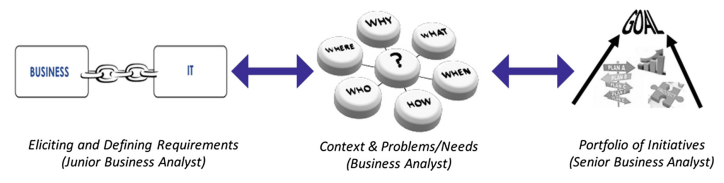 GOAL
WHY
WHAT
WHERE
?
BUSINESS
IT
WHEN
PLAN A
WHO
HOW
Eliciting and Defining Requirements
(Junior Business Analyst)
Context & Problems/Needs
(Business Analyst)
Portfolio of Initiatives
(Senior Business Analyst)